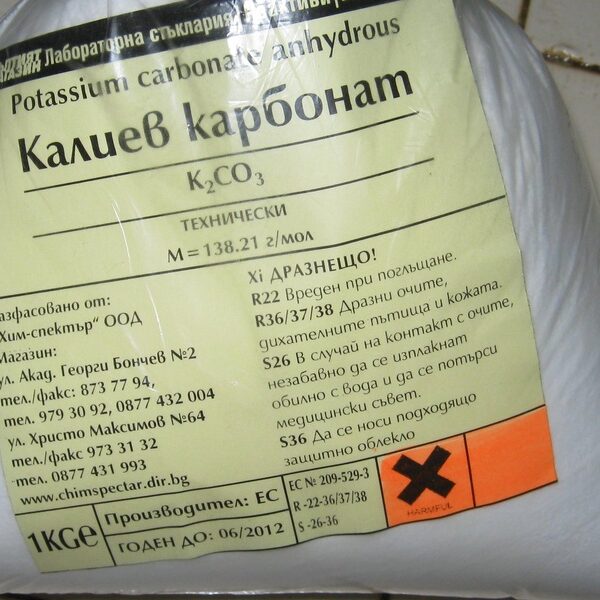 Лабораторна стъклария
Potassium carbonate anhydrous
Калиев карбонат
K2CO3
ТЕХНИЧЕСКИ
M = 138.21 г/мол
азфасовано от:
Хим-спектър" ООД
Магазин:
ул. Акад. Георги Бончев №2
тел./факс: 873 77 94,
тел. 979 30 92, 0877 432 004
ул. Христо Максимов №64
тел./факс 973 31 32
тел. 0877 431 993
www.chimspectar.dir.bg
Xi ДРАЗНЕЩО!
R22 Вреден при поглъщане.
R36/37/38 Дразни очите,
дихателните пътища и кожата.
S26 В случай на контакт с очите,
незабавно да се изплакнат
обилно с вода и да се потърси
медицински съвет.
S36 Да се носи подходящо
защитно облекло
1KGe
Производител: ЕС
ГОДЕН ДО: 06/2012
EC № 209-529-3
R -22-36/37/38
S -26-36
HARMFUL